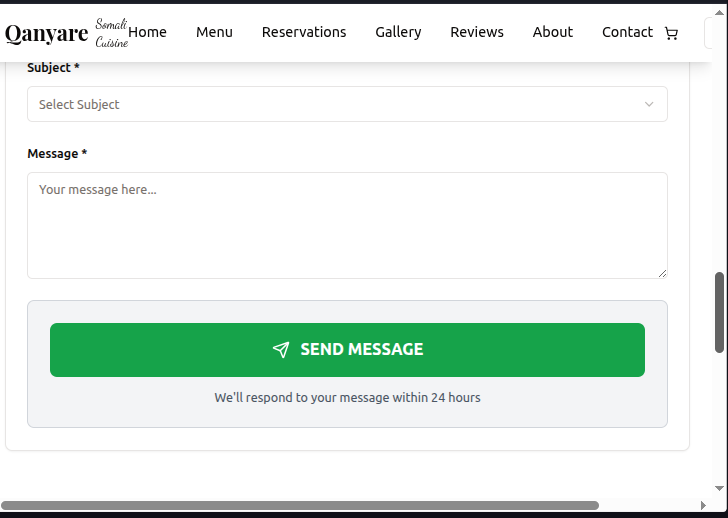 Qanyare Somali Cuisine Home Menu Reservations Gallery Reviews About Contact
Subject *
Select Subject
Message *
Your message here...
SEND MESSAGE
We'll respond to your message within 24 hours